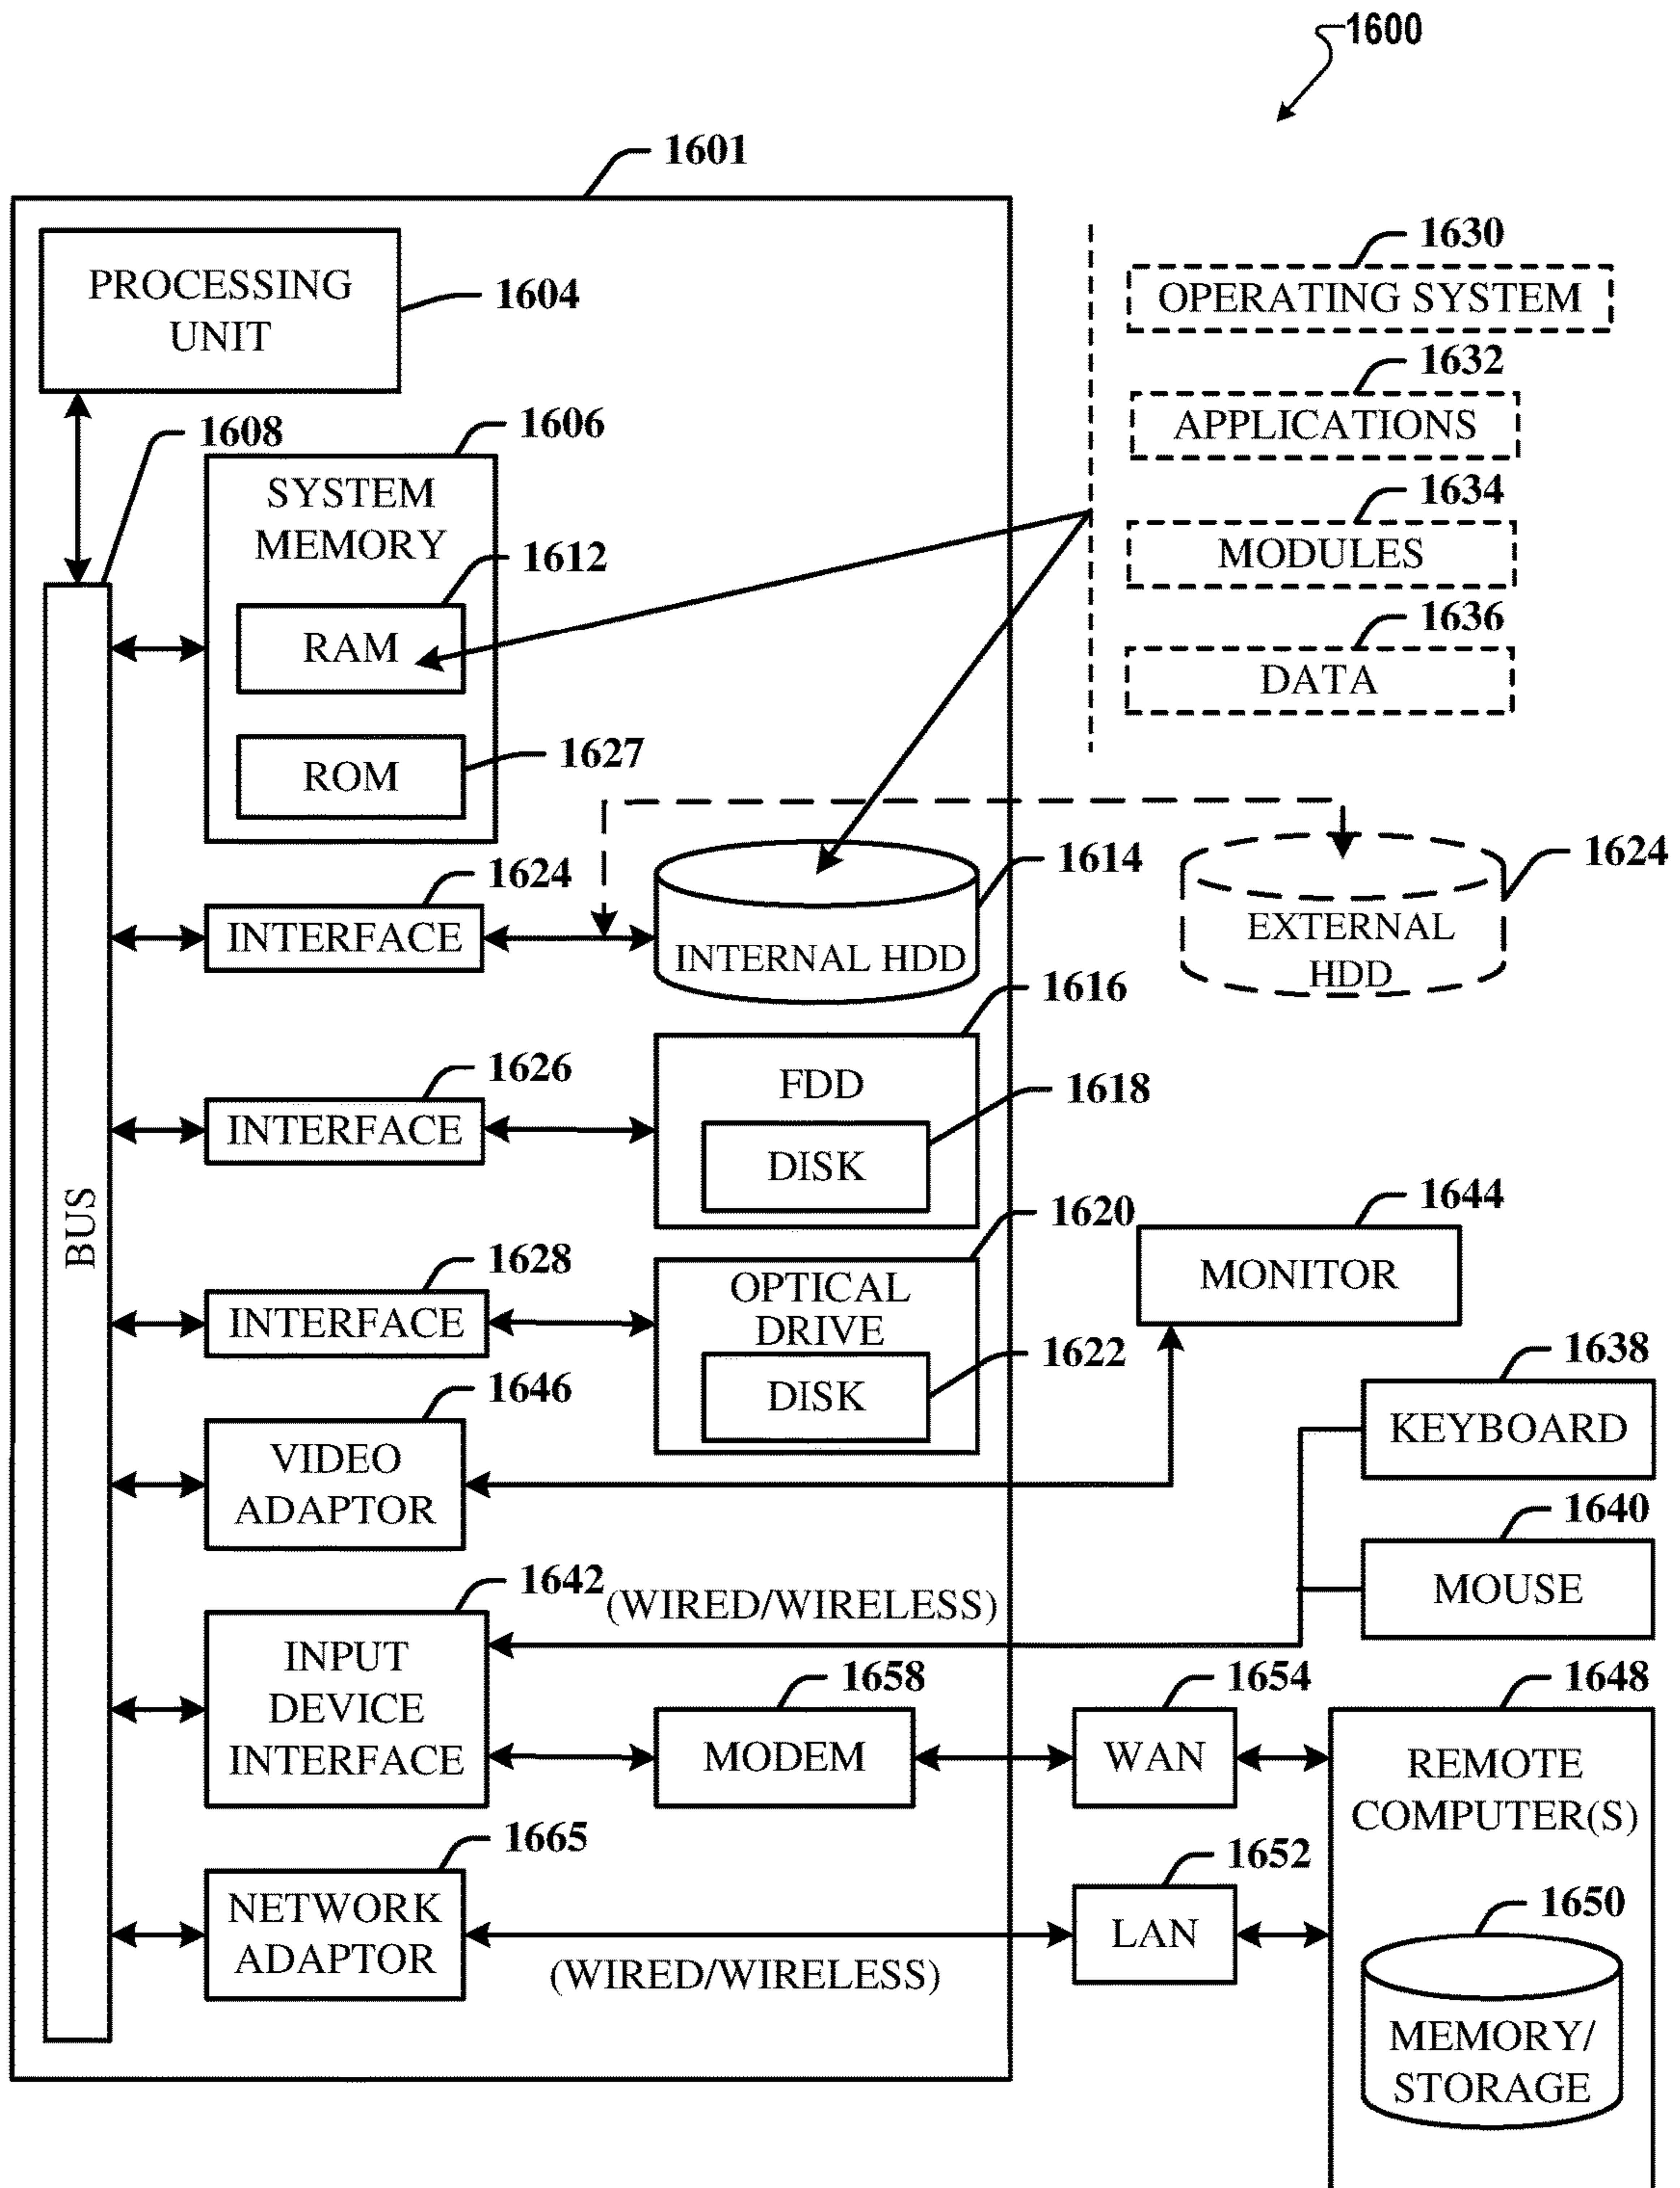 1600
1601
PROCESSING
UNIT
1604
1630
OPERATING SYSTEM
1632
APPLICATIONS
1634
MODULES
1636
DATA
1608
1606
SYSTEM
MEMORY
1612
RAM
1627
ROM
1624
INTERFACE
1614
INTERNAL HDD
1624
EXTERNAL
HDD
1626
INTERFACE
1616
FDD
1618
DISK
BUS
1628
INTERFACE
1620
OPTICAL
DRIVE
1622
DISK
1644
MONITOR
1646
VIDEO
ADAPTOR
1638
KEYBOARD
1640
MOUSE
1642
(WIRED/WIRELESS)
INPUT
DEVICE
INTERFACE
1658
MODEM
1654
WAN
1648
REMOTE
COMPUTER(S)
1665
NETWORK
ADAPTOR
(WIRED/WIRELESS)
1652
LAN
1650
MEMORY/
STORAGE